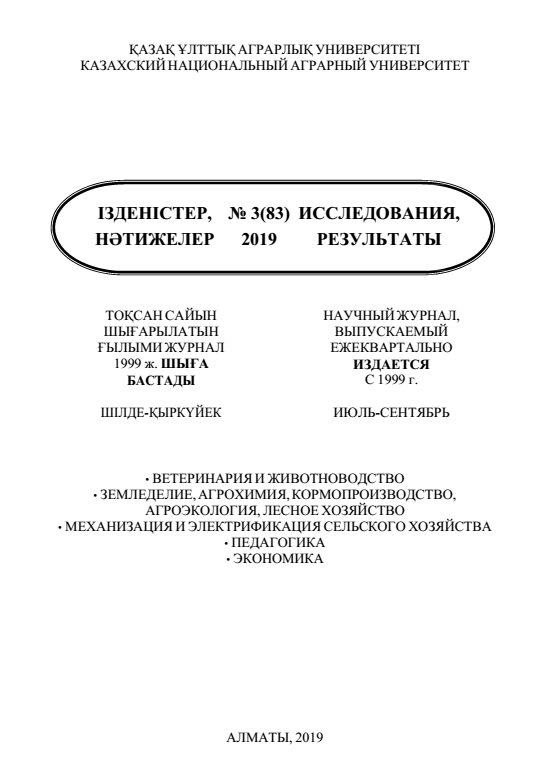 ҚАЗАҚ ҰЛТТЫҚ АГРАРЛЫҚ УНИВЕРСИТЕТІ
КАЗАХСКИЙ НАЦИОНАЛЬНЫЙ АГРАРНЫЙ УНИВЕРСИТЕТ
ІЗДЕНІСТЕР, № 3(83) ИССЛЕДОВАНИЯ,
НӘТИЖЕЛЕР 2019 РЕЗУЛЬТАТЫ
ТОҚСАН САЙЫН
ШЫҒАРЫЛАТЫН
ҒЫЛЫМИ ЖУРНАЛ
1999 ж. ШЫҒА
БАСТАДЫ
ШІЛДЕ-ҚЫРКҮЙЕК
НАУЧНЫЙ ЖУРНАЛ,
ВЫПУСКАЕМЫЙ
ЕЖЕКВАРТАЛЬНО
ИЗДАЕТСЯ
С 1999 г.
ИЮЛЬ-СЕНТЯБРЬ
• ВЕТЕРИНАРИЯ И ЖИВОТНОВОДСТВО
• ЗЕМЛЕДЕЛИЕ, АГРОХИМИЯ, КОРМОПРОИЗВОДСТВО,
АГРОЭКОЛОГИЯ, ЛЕСНОЕ ХОЗЯЙСТВО
• МЕХАНИЗАЦИЯ И ЭЛЕКТРИФИКАЦИЯ СЕЛЬСКОГО ХОЗЯЙСТВА
• ПЕДАГОГИКА
• ЭКОНОМИКА
АЛМАТЫ, 2019